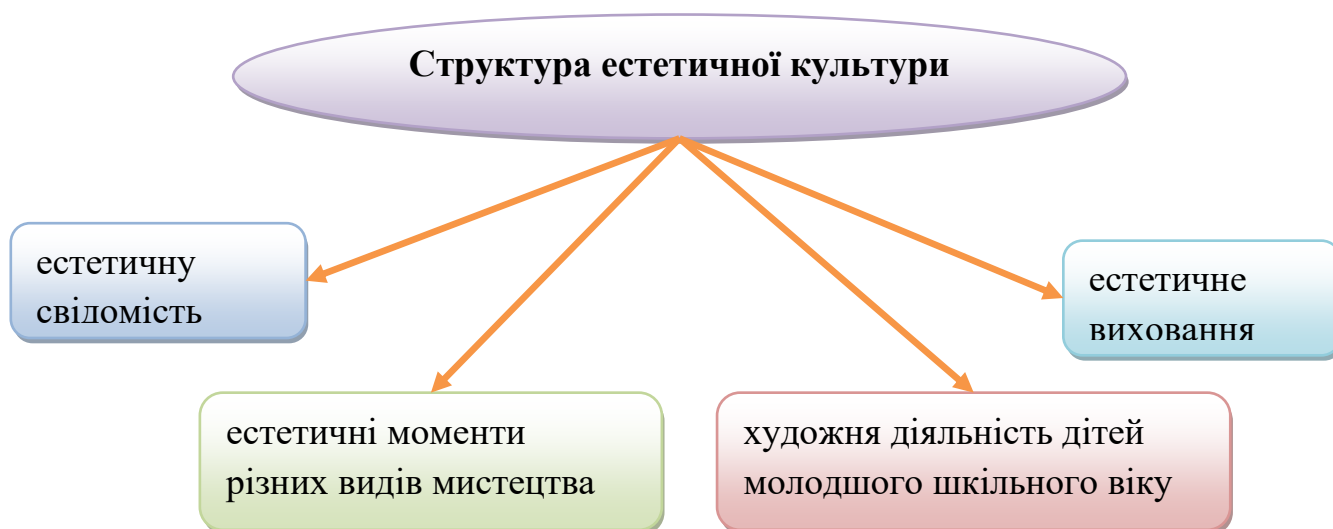 Структура естетичної культури
естетичну
свідомість
естетичне
виховання
естетичні моменти
різних видів мистецтва
художня діяльність дітей
молодшого шкільного віку